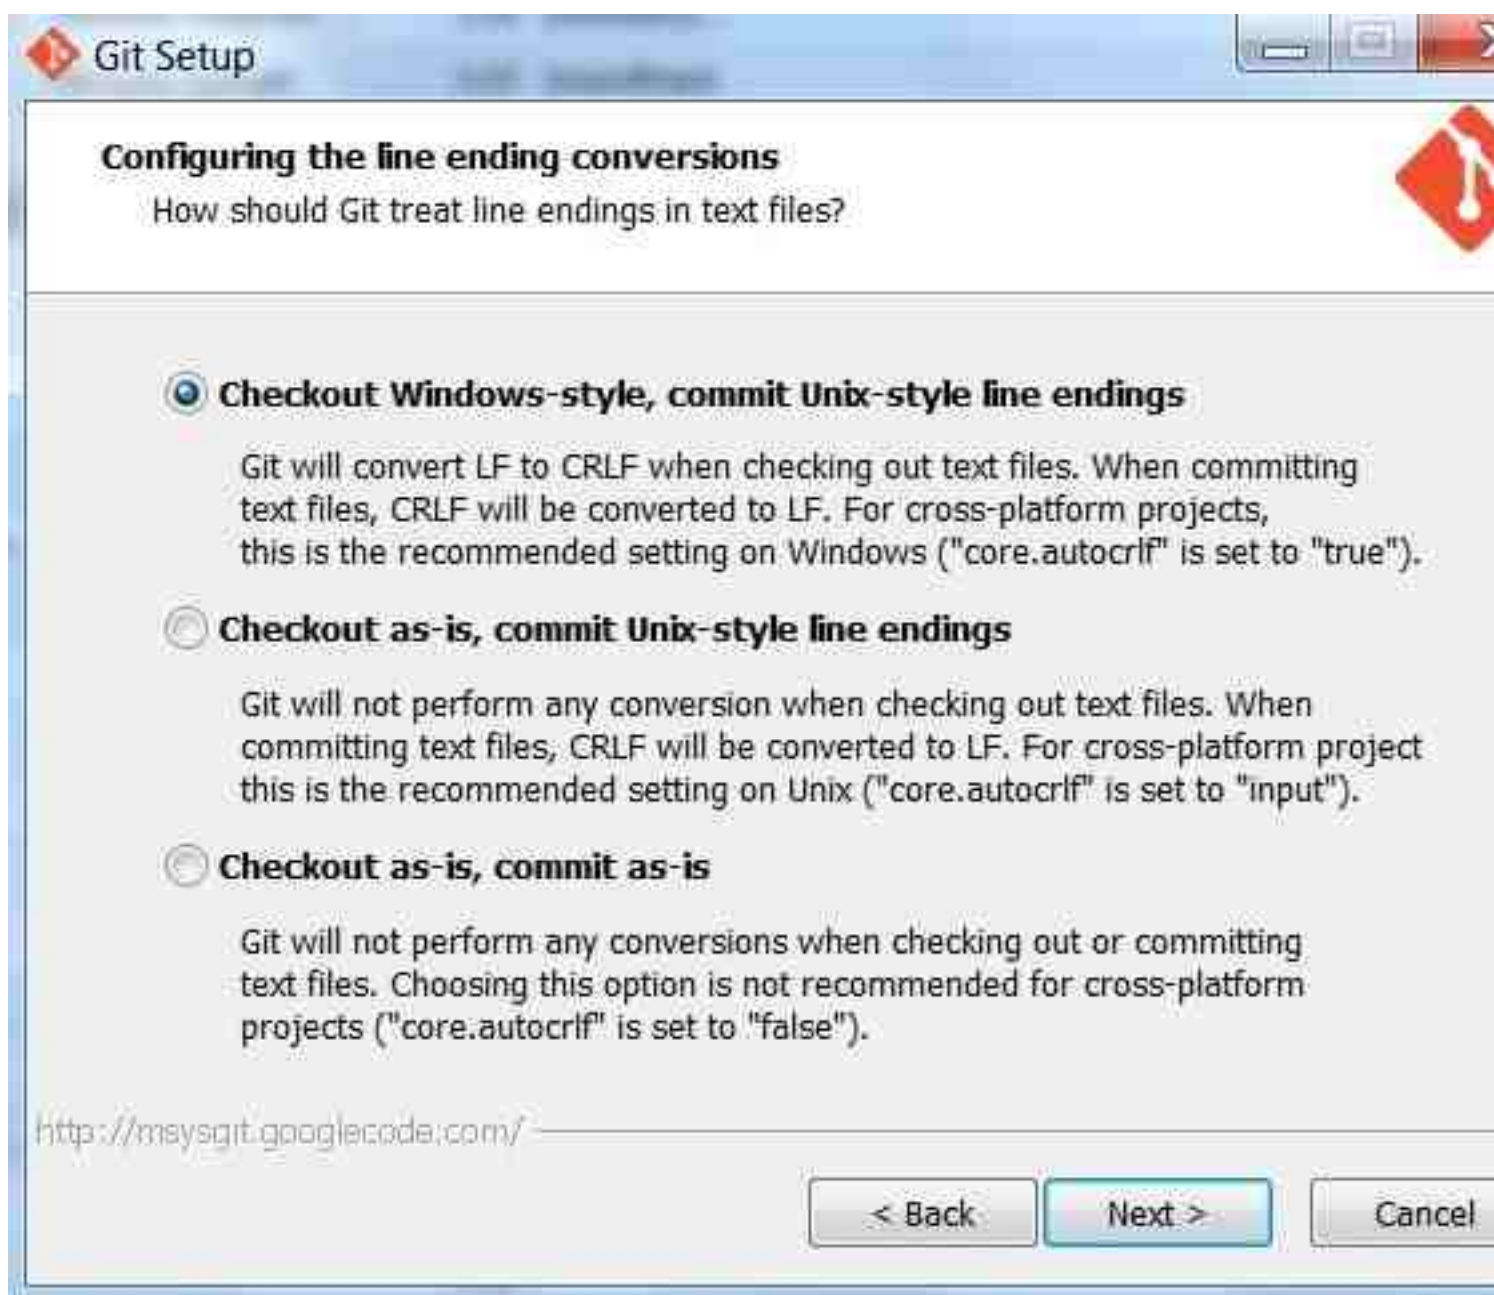 Git Setup
Configuring the line ending conversions
How should Git treat line endings in text files?
Checkout Windows-style, commit Unix-style line endings
Git will convert LF to CRLF when checking out text files. When committing
text files, CRLF will be converted to LF. For cross-platform projects,
this is the recommended setting on Windows ("core.autocrlf" is set to "true").
Checkout as-is, commit Unix-style line endings
Git will not perform any conversion when checking out text files. When
committing text files, CRLF will be converted to LF. For cross-platform project
this is the recommended setting on Unix ("core.autocrlf" is set to "input").
Checkout as-is, commit as-is
Git will not perform any conversions when checking out or committing
text files. Choosing this option is not recommended for cross-platform
projects ("core.autocrlf" is set to "false").
http://msysgit.googlecode.com/
< Back
Next >
Cancel